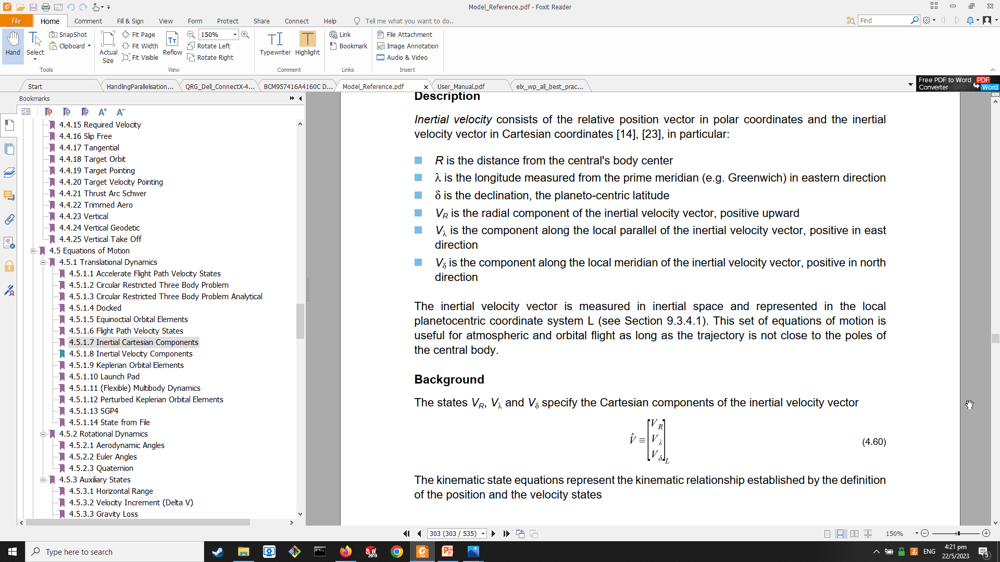 Model_Reference.pdf - Foxit Reader
File Home Comment Fill & Sign View Form Protect Share Connect Help Tell me what you want to do.. Find
Hand
Select
SnapShot
Clipboard
Tools
Actual Size
Fit Page
Fit Width
Fit Visible
Reflow
150%
Rotate Left
Rotate Right
View
Typewriter
Highlight
Comment
Link
Bookmark
Links
File Attachment
Image Annotation
Audio & Video
Insert
Start HandlingParallelisation... QRG_Dell_ConnectX-4... BCM957416A4160C D... Model_Reference.pdf User_Manual.pdf elx_wp_all_best_prac...
Free PDF to Word Converter PDF Word
Bookmarks
4.4.15 Required Velocity
4.4.16 Slip Free
4.4.17 Tangential
4.4.18 Target Orbit
4.4.19 Target Pointing
4.4.20 Target Velocity Pointing
4.4.21 Thrust Arc Schwer
4.4.22 Trimmed Aero
4.4.23 Vertical
4.4.24 Vertical Geodetic
4.4.25 Vertical Take Off
4.5 Equations of Motion
4.5.1 Translational Dynamics
4.5.1.1 Accelerate Flight Path Velocity States
4.5.1.2 Circular Restricted Three Body Problem
4.5.1.3 Circular Restricted Three Body Problem Analytical
4.5.1.4 Docked
4.5.1.5 Equinoctial Orbital Elements
4.5.1.6 Flight Path Velocity States
4.5.1.7 Inertial Cartesian Components
4.5.1.8 Inertial Velocity Components
4.5.1.9 Keplerian Orbital Elements
4.5.1.10 Launch Pad
4.5.1.11 (Flexible) Multibody Dynamics
4.5.1.12 Perturbed Keplerian Orbital Elements
4.5.1.13 SGP4
4.5.1.14 State from File
4.5.2 Rotational Dynamics
4.5.2.1 Aerodynamic Angles
4.5.2.2 Euler Angles
4.5.2.3 Quaternion
4.5.3 Auxiliary States
4.5.3.1 Horizontal Range
4.5.3.2 Velocity Increment (Delta V)
4.5.3.3 Gravity Loss
Description
Inertial velocity consists of the relative position vector in polar coordinates and the inertial
velocity vector in Cartesian coordinates [14], [23], in particular:
R is the distance from the central's body center
λ is the longitude measured from the prime meridian (e.g. Greenwich) in eastern direction
δ is the declination, the planeto-centric latitude
V_R is the radial component of the inertial velocity vector, positive upward
V_λ is the component along the local parallel of the inertial velocity vector, positive in east
direction
V_δ is the component along the local meridian of the inertial velocity vector, positive in north
direction
The inertial velocity vector is measured in inertial space and represented in the local
planetocentric coordinate system L (see Section 9.3.4.1). This set of equations of motion is
useful for atmospheric and orbital flight as long as the trajectory is not close to the poles of
the central body.
Background
The states V_R, V_λ and V_δ specify the Cartesian components of the inertial velocity vector
V̂ ≡ [V_R V_λ V_δ]_L (4.60)
The kinematic state equations represent the kinematic relationship established by the definition
of the position and the velocity states
303 (303 / 535)
150%
Type here to search
SW 2019
ENG
4:21 pm
22/5/2023
5